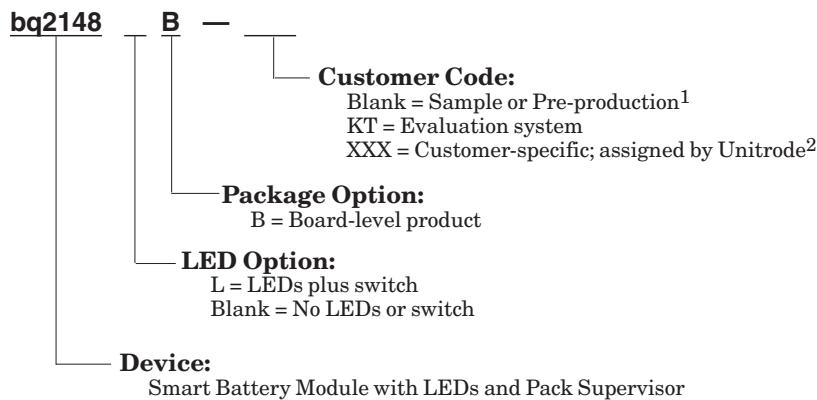 bq2148 B —
Customer Code:
Blank = Sample or Pre-production1
KT = Evaluation system
XXX = Customer-specific; assigned by Unitrode2
Package Option:
B = Board-level product
LED Option:
L = LEDs plus switch
Blank = No LEDs or switch
Device:
Smart Battery Module with LEDs and Pack Supervisor